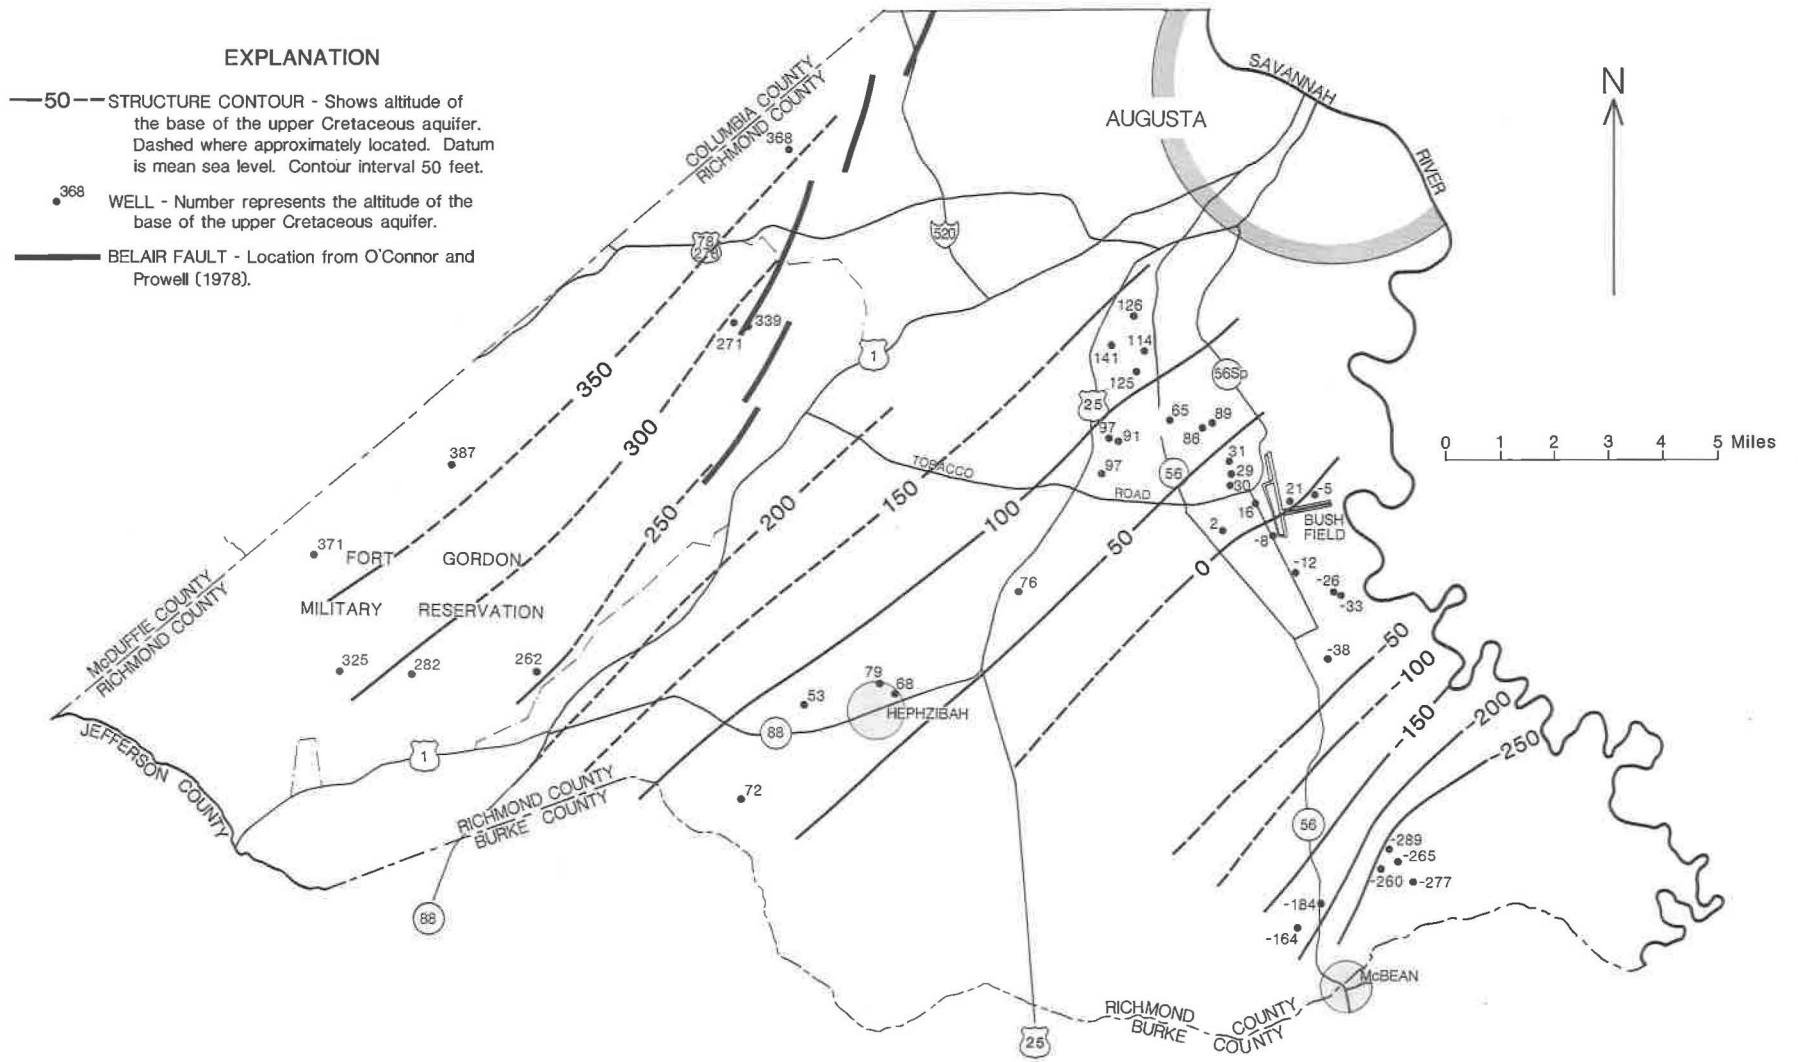 EXPLANATION
—50-- STRUCTURE CONTOUR - Shows altitude of
the base of the upper Cretaceous aquifer.
Dashed where approximately located. Datum
is mean sea level. Contour interval 50 feet.
368
WELL - Number represents the altitude of the
base of the upper Cretaceous aquifer.
BELAIR FAULT - Location from O'Connor and
Prowell (1978).
COLUMBIA COUNTY
RICHMOND COUNTY
368
AUGUSTA
SAVANNAH
RIVER
N
78
278
520
339
271
1
350
300
250
200
150
100
50
0
-50
-100
-150
-200
-250
126
141
114
125
25
56Sp
65
89
86
97
91
97
31
29
30
56
16
21
-5
BUSH
FIELD
2
-8
-12
-26
-33
-38
TOBACCO
ROAD
0 1 2 3 4 5 Miles
387
371
FORT GORDON
MILITARY RESERVATION
McDUFFIE COUNTY
RICHMOND COUNTY
325
282
262
76
79
68
53
HEPHZIBAH
88
JEFFERSON COUNTY
1
RICHMOND COUNTY
BURKE COUNTY
72
88
56
-289
-265
-260
-277
-184
-164
McBEAN
RICHMOND COUNTY
BURKE COUNTY
25